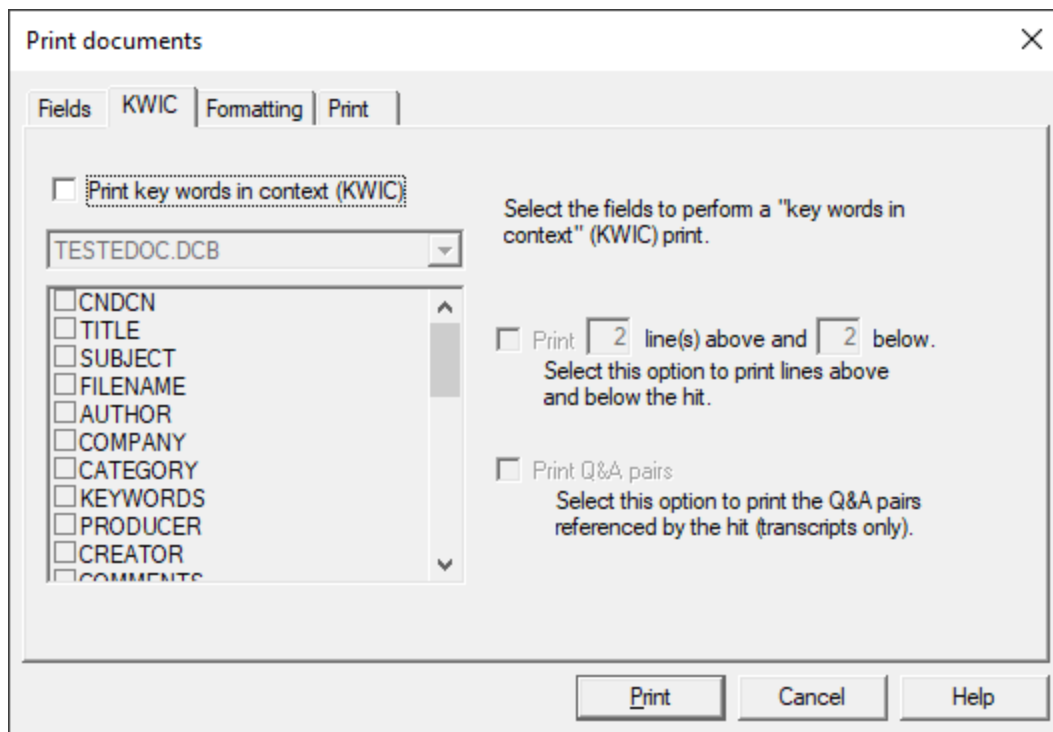 Print documents
Fields KWIC Formatting Print
Print key words in context (KWIC)
TESTEDOC.DCB
CNDCN
TITLE
SUBJECT
FILENAME
AUTHOR
COMPANY
CATEGORY
KEYWORDS
PRODUCER
CREATOR
COMMENTS
Select the fields to perform a "key words in
context" (KWIC) print.
Print 2 line(s) above and 2 below.
Select this option to print lines above
and below the hit.
Print Q&A pairs
Select this option to print the Q&A pairs
referenced by the hit (transcripts only).
Print Cancel Help